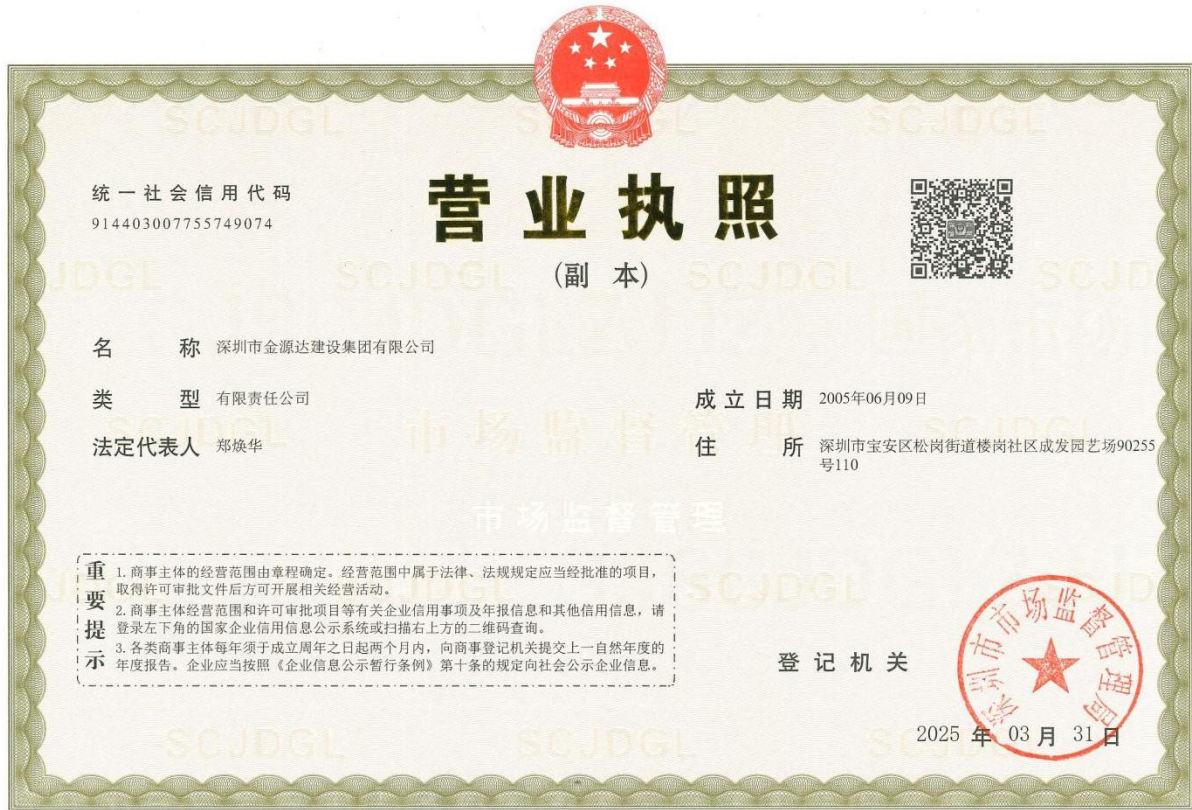 统一社会信用代码
914403007755749074
营业执照
(副 本)
名 称 深圳市金源达建设集团有限公司
类 型 有限责任公司
成立日期 2005年06月09日
法定代表人 郑焕华
住 所 深圳市宝安区松岗街道楼岗社区成发园艺场90255
号110
市场监督管理
市场监督管理
重要提示
1. 商事主体的经营范围由章程确定。经营范围中属于法律、法规规定应当经批准的项目，
取得许可审批文件后方可开展相关经营活动。
2. 商事主体经营范围和许可审批项目等有关企业信用事项及年报信息和其他信用信息，请
登录左下角的国家企业信用信息公示系统或扫描右上方的二维码查询。
3. 各类商事主体每年须于成立周年之日起两个月内，向商事登记机关提交上一自然年度的
年度报告。企业应当按照《企业信息公示暂行条例》第十条的规定向社会公示企业信息。
登记机关
深圳市市场监督管理局
2025 年 03 月 31 日
SCJDGL